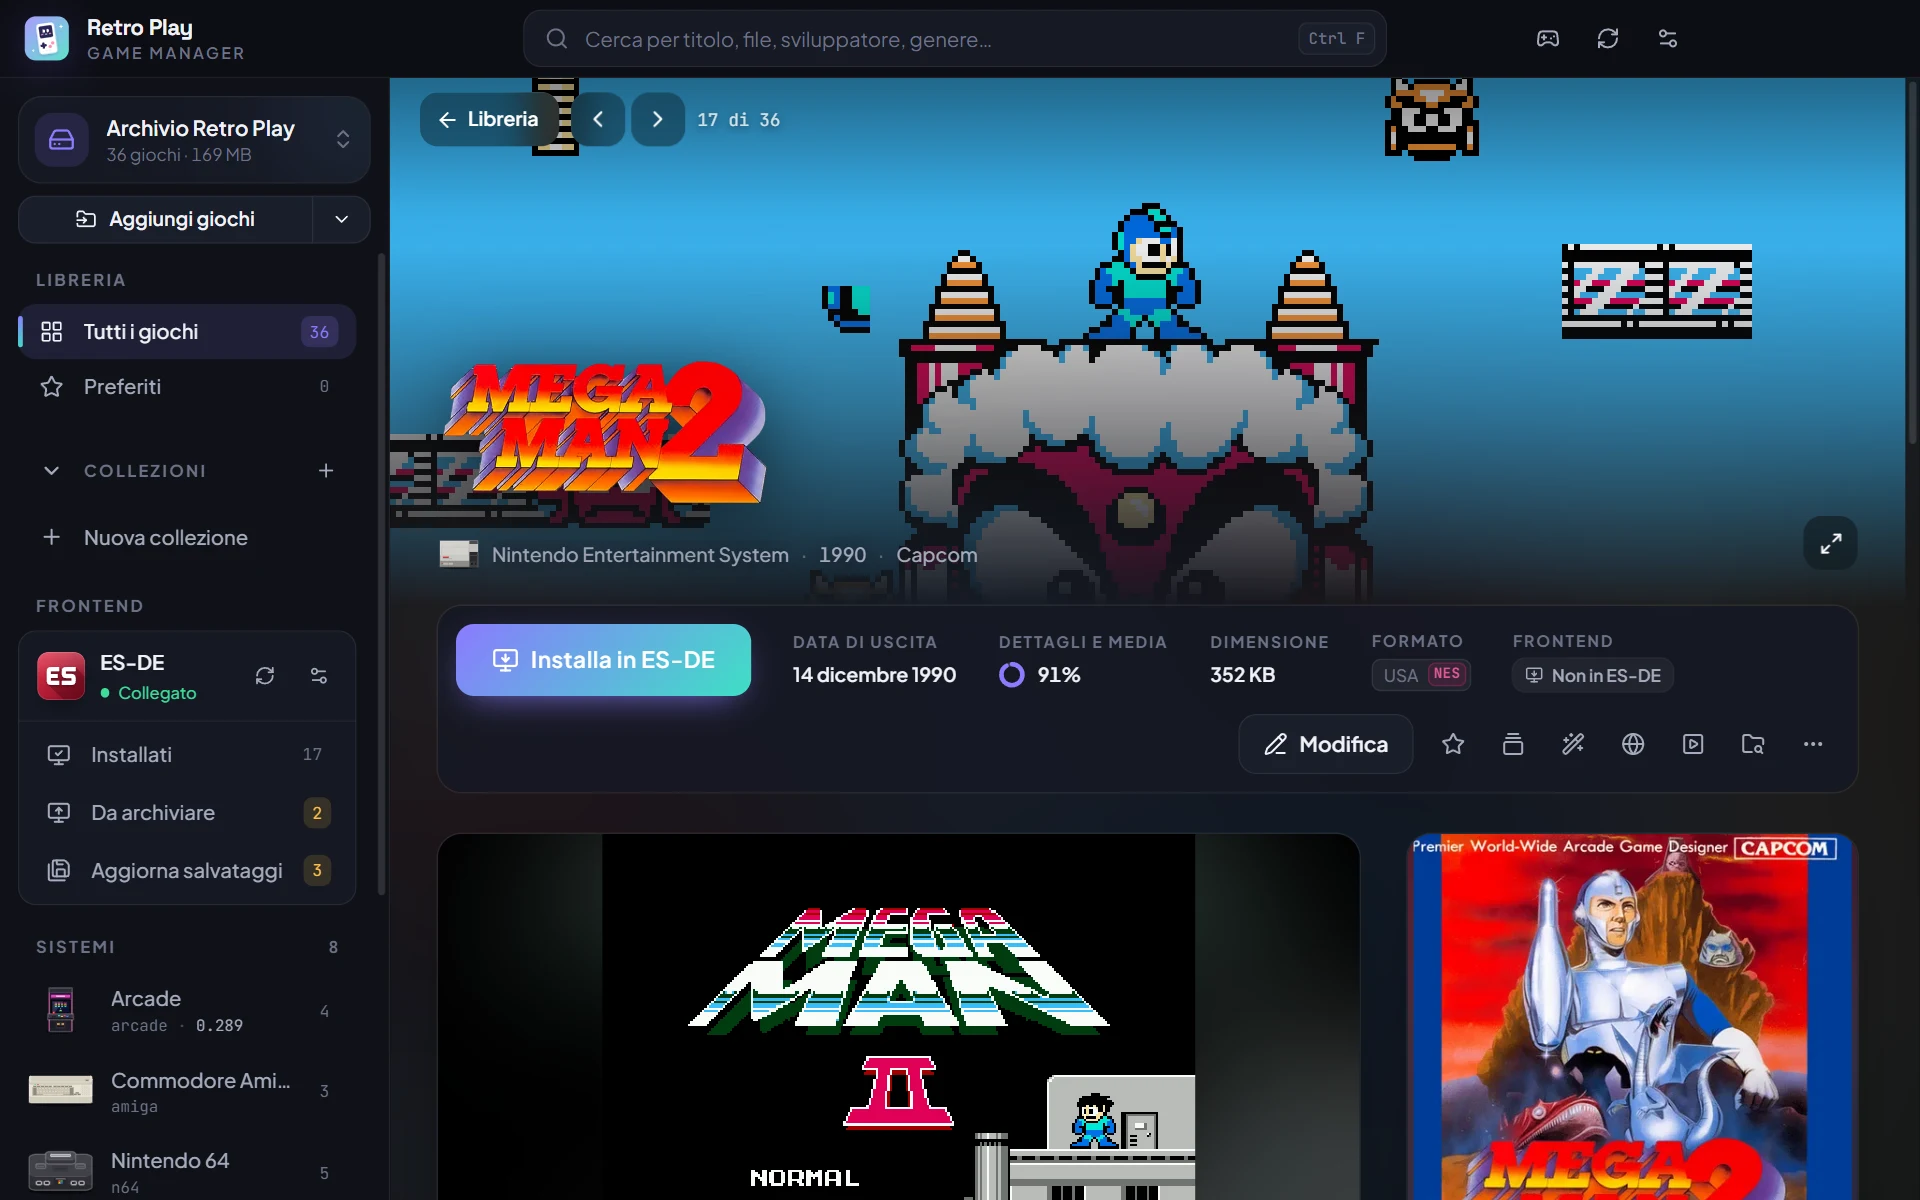 Retro Play
GAME MANAGER
Cerca per titolo, file, sviluppatore, genere...
Ctrl F
Archivio Retro Play
36 giochi · 169 MB
Aggiungi giochi
LIBRERIA
Tutti i giochi
36
Preferiti
0
COLLEZIONI
Nuova collezione
FRONTEND
ES
ES-DE
Collegato
Installati
17
Da archiviare
2
Aggiorna salvataggi
3
SISTEMI
8
Arcade
arcade · 0.289
4
Commodore Ami...
amiga
3
Nintendo 64
n64
5
Libreria
17 di 36
MEGA
MAN 2
Nintendo Entertainment System · 1990 · Capcom
Installa in ES-DE
DATA DI USCITA
14 dicembre 1990
DETTAGLI E MEDIA
91%
DIMENSIONE
352 KB
FORMATO
USA NES
FRONTEND
Non in ES-DE
Modifica
MEGA
MAN
II
NORMAL
Premier World-Wide Arcade Game Designer CAPCOM
MEGA
2